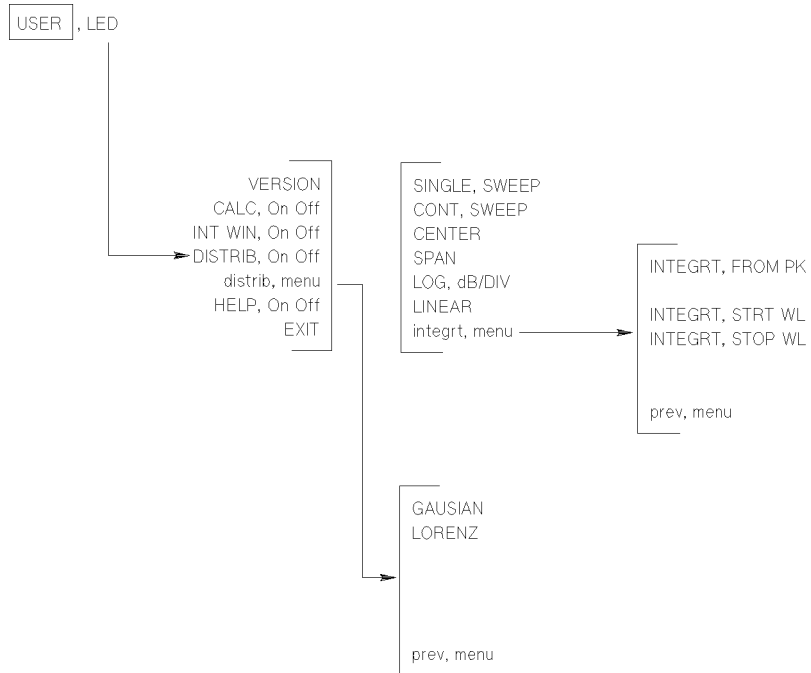 USER , LED
VERSION
CALC, On Off
INT WIN, On Off
DISTRIB, On Off
distrib, menu
HELP, On Off
EXIT
SINGLE, SWEEP
CONT, SWEEP
CENTER
SPAN
LOG, dB/DIV
LINEAR
integrt, menu
INTEGRT, FROM PK
INTEGRT, STRT WL
INTEGRT, STOP WL
prev, menu
GAUSIAN
LORENZ
prev, menu